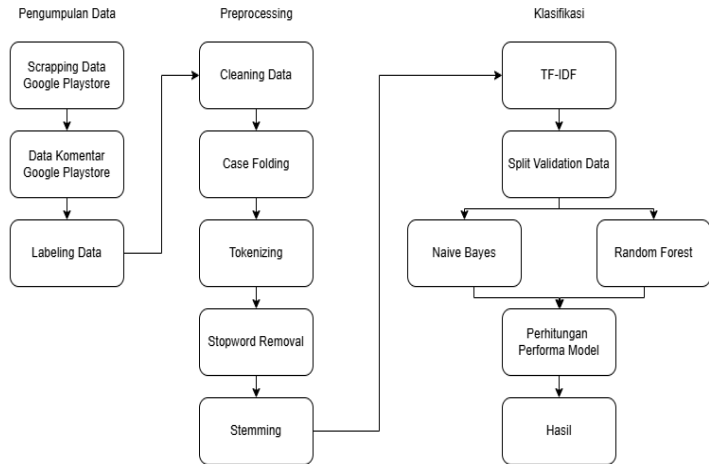 Pengumpulan Data
Scrapping Data
Google Playstore
Data Komentar
Google Playstore
Labeling Data
Preprocessing
Cleaning Data
Case Folding
Tokenizing
Stopword Removal
Stemming
Klasifikasi
TF-IDF
Split Validation Data
Naive Bayes
Random Forest
Perhitungan
Performa Model
Hasil